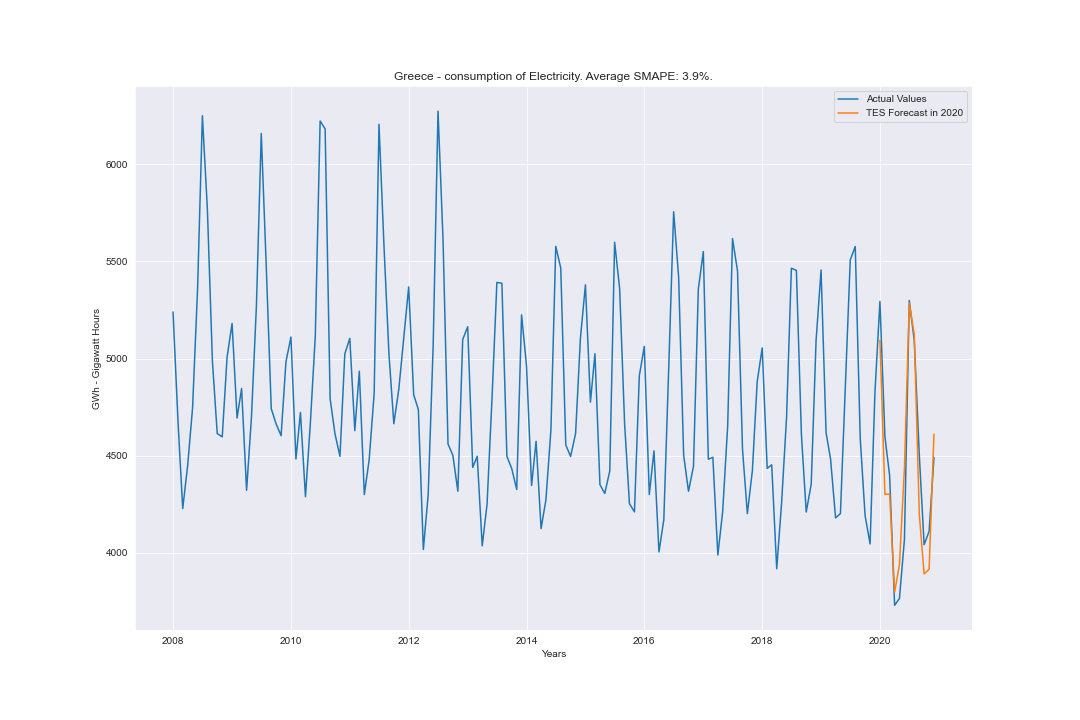 Greece - consumption of Electricity. Average SMAPE: 3.9%.
Actual Values
TES Forecast in 2020
GWh - Gigawatt Hours
6000
5500
5000
4500
4000
2008
2010
2012
2014
2016
2018
2020
Years